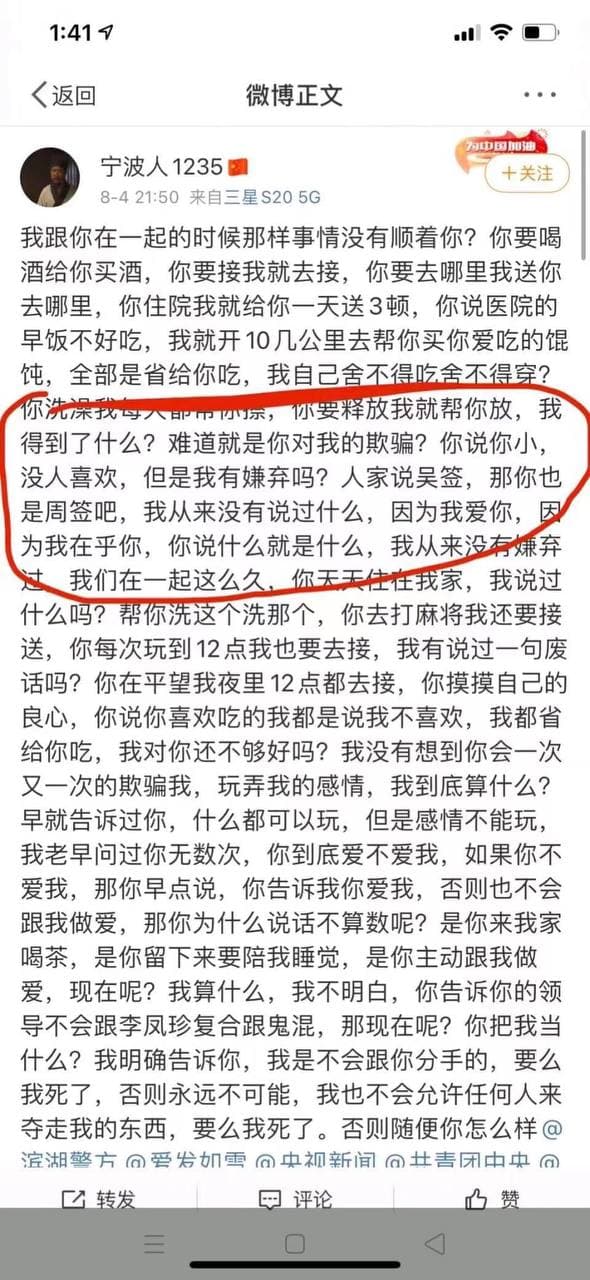 1:41
返回
微博正文
为中国加油
宁波人1235
+关注
8-4 21:50 来自三星S20 5G
我跟你在一起的时候那样事情没有顺着你？你要喝
酒给你买酒，你要接我就去接，你要去哪里我送你
去哪里，你住院我就给你一天送3顿，你说医院的
早饭不好吃，我就开10几公里去帮你买你爱吃的馄
饨，全部是省给你吃，我自己舍不得吃舍不得穿？
你洗澡我每天都帮你擦，你要释放我就帮你放，我
得到了什么？难道就是你对我的欺骗？你说你小，
没人喜欢，但是我有嫌弃吗？人家说吴签，那你也
是周签吧，我从来没有说过什么，因为我爱你，因
为我在乎你，你说什么就是什么，我从来没有嫌弃
过，我们在一起这么久，你天天住在我家，我说过
什么吗？帮你洗这个洗那个，你去打麻将我还要接
送，你每次玩到12点我也要去接，我有说过一句废
话吗？你在平望我夜里12点都去接，你摸摸自己的
良心，你说你喜欢吃的我都是说我不喜欢，我都省
给你吃，我对你还不够好吗？我没有想到你会一次
又一次的欺骗我，玩弄我的感情，我到底算什么？
早就告诉过你，什么都可以玩，但是感情不能玩，
我老早问过你无数次，你到底爱不爱我，如果你不
爱我，那你早点说，你告诉我你爱我，否则也不会
跟我做爱，那你为什么说话不算数呢？是你来我家
喝茶，是你留下来要陪我睡觉，是你主动跟我做
爱，现在呢？我算什么，我不明白，你告诉你的领
导不会跟李凤珍复合跟鬼混，那现在呢？你把我当
什么？我明确告诉你，我是不会跟你分手的，要么
我死了，否则永远不可能，我也不会允许任何人来
夺走我的东西，要么我死了。否则随便你怎么样@
滨湖警方 @爱发如雪 @央视新闻 @共青团中央 @
转发
评论
赞